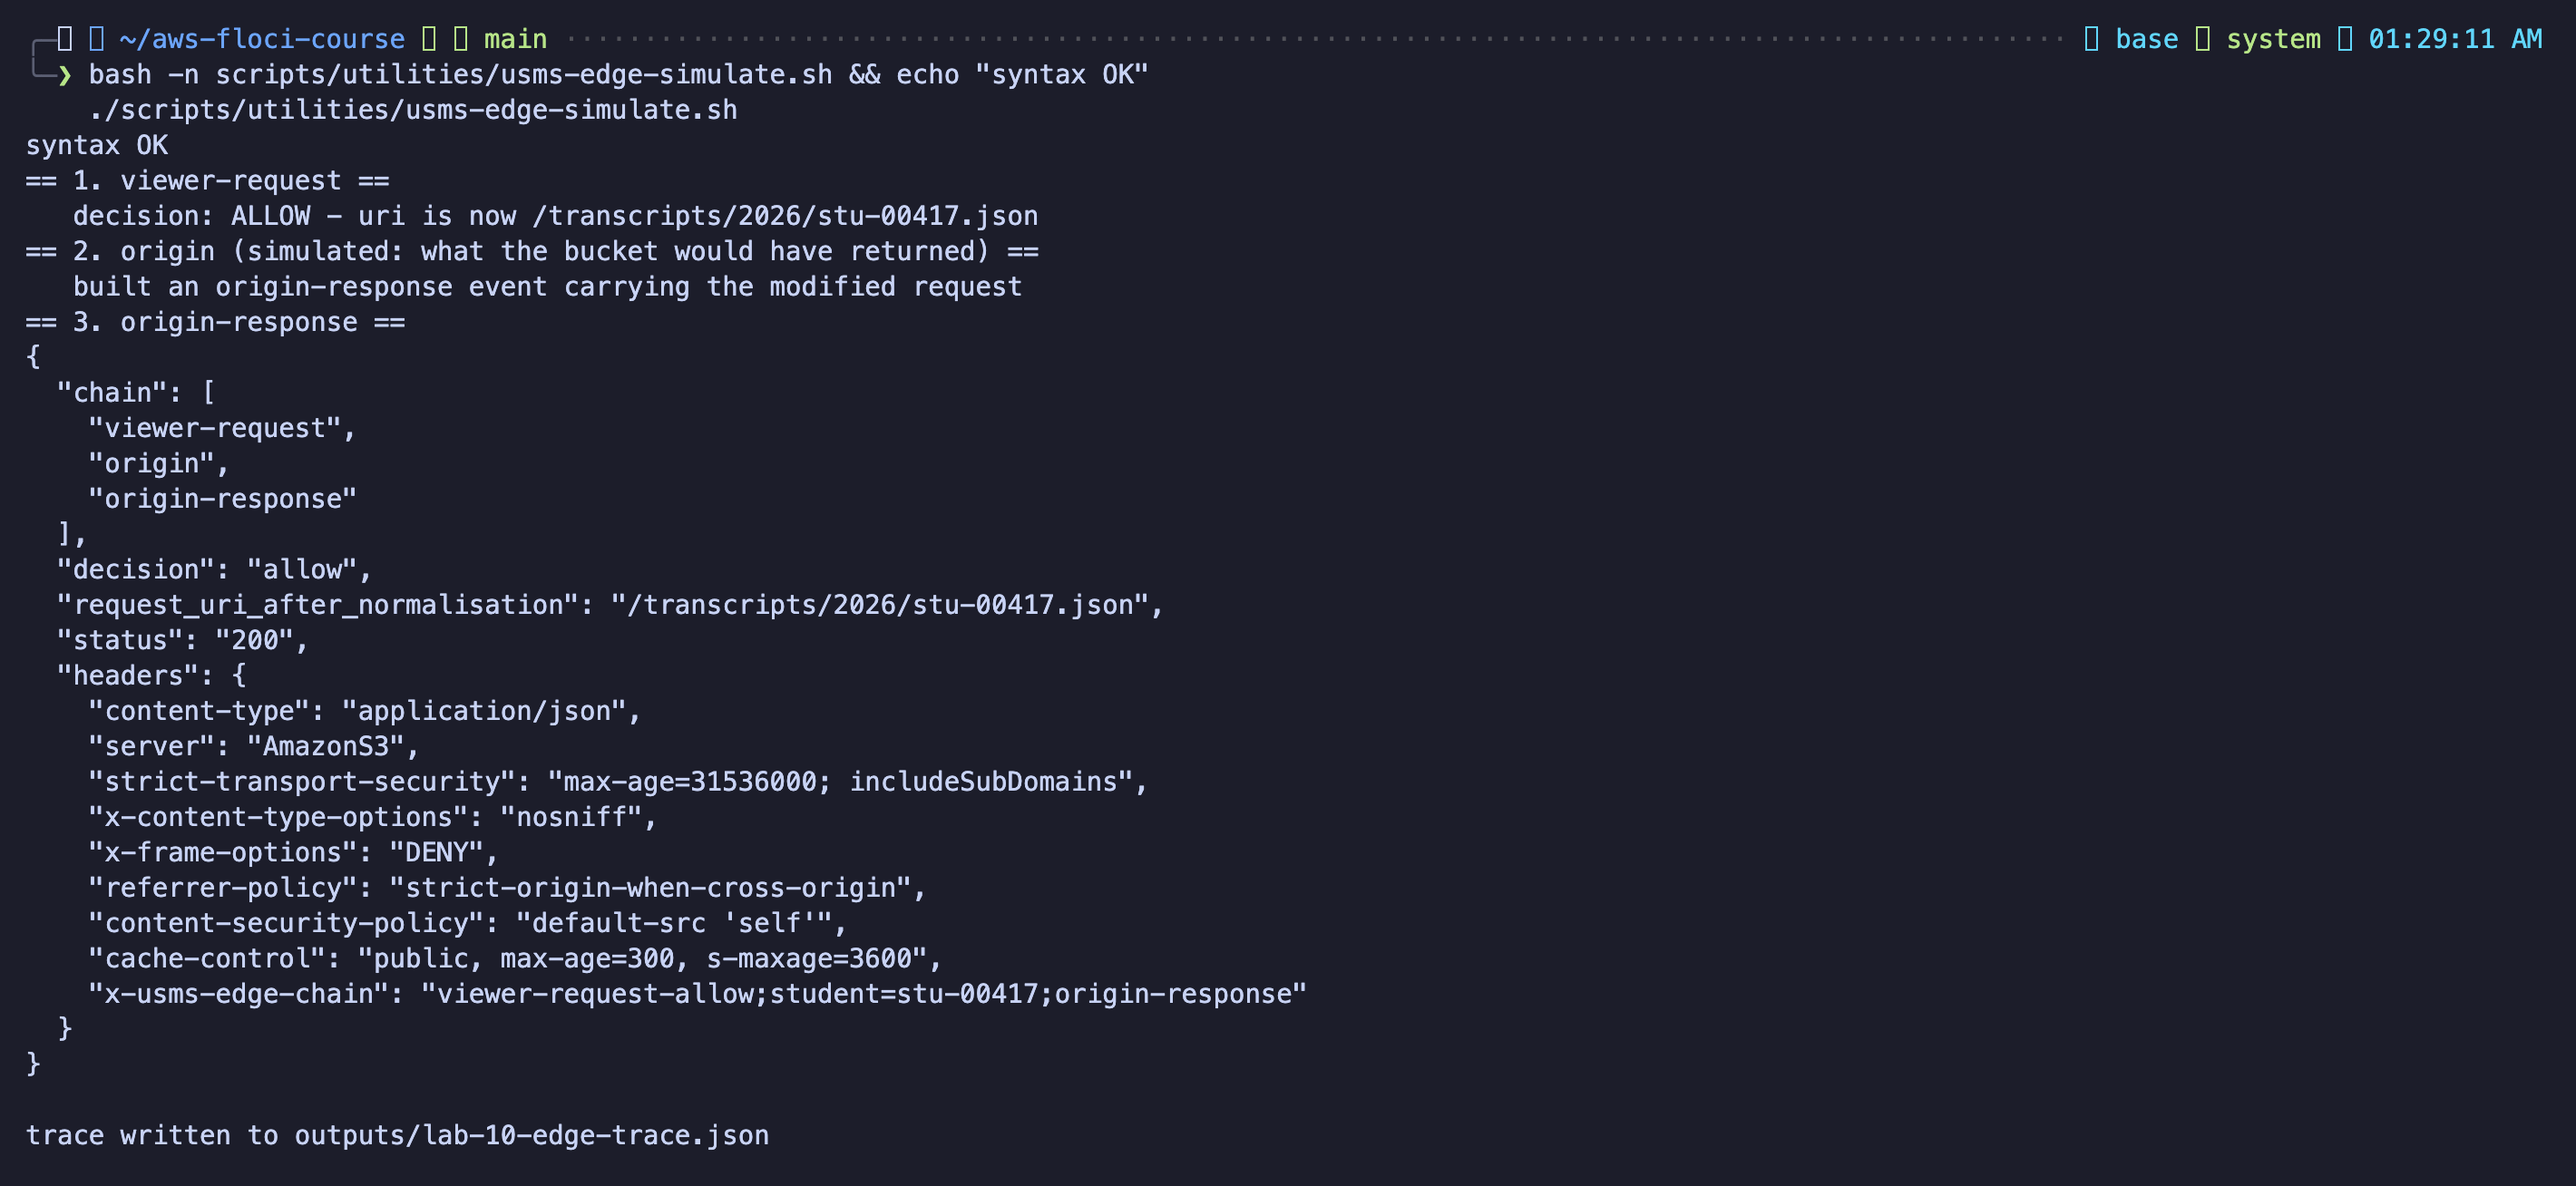 ~/aws-floci-course main base system 01:29:11 AM
❯ bash -n scripts/utilities/usms-edge-simulate.sh && echo "syntax OK"
./scripts/utilities/usms-edge-simulate.sh
syntax OK
== 1. viewer-request ==
decision: ALLOW - uri is now /transcripts/2026/stu-00417.json
== 2. origin (simulated: what the bucket would have returned) ==
built an origin-response event carrying the modified request
== 3. origin-response ==
{
"chain": [
"viewer-request",
"origin",
"origin-response"
],
"decision": "allow",
"request_uri_after_normalisation": "/transcripts/2026/stu-00417.json",
"status": "200",
"headers": {
"content-type": "application/json",
"server": "AmazonS3",
"strict-transport-security": "max-age=31536000; includeSubDomains",
"x-content-type-options": "nosniff",
"x-frame-options": "DENY",
"referrer-policy": "strict-origin-when-cross-origin",
"content-security-policy": "default-src 'self'",
"cache-control": "public, max-age=300, s-maxage=3600",
"x-usms-edge-chain": "viewer-request-allow;student=stu-00417;origin-response"
}
}
trace written to outputs/lab-10-edge-trace.json